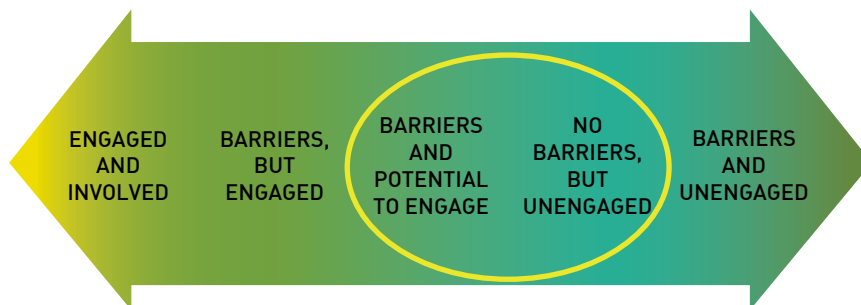 ENGAGED
AND
INVOLVED
BARRIERS,
BUT
ENGAGED
BARRIERS
AND
POTENTIAL
TO ENGAGE
NO
BARRIERS,
BUT
UNENGAGED
BARRIERS
AND
UNENGAGED